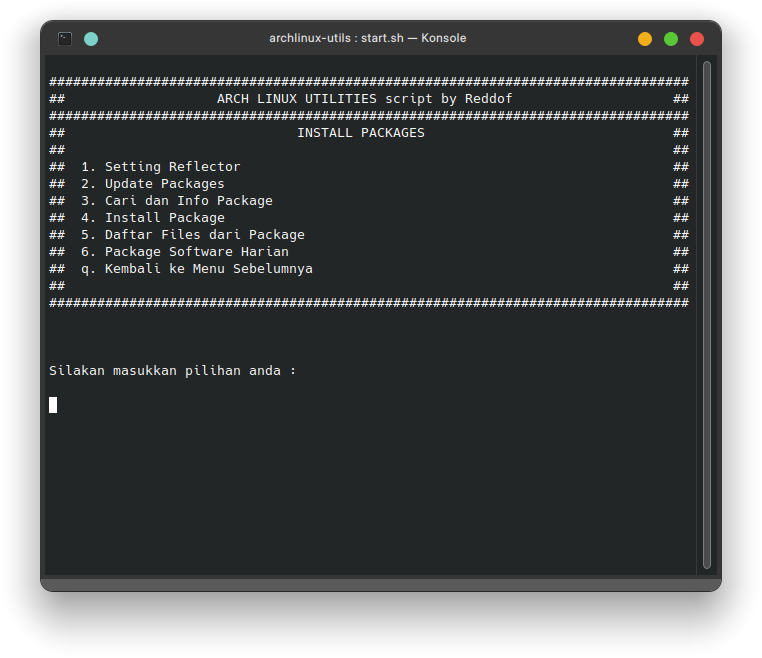 archlinux-utils : start.sh — Konsole
################################################################################
## ARCH LINUX UTILITIES script by Reddof ##
################################################################################
## INSTALL PACKAGES ##
## ##
## 1. Setting Reflector ##
## 2. Update Packages ##
## 3. Cari dan Info Package ##
## 4. Install Package ##
## 5. Daftar Files dari Package ##
## 6. Package Software Harian ##
## q. Kembali ke Menu Sebelumnya ##
## ##
################################################################################
Silakan masukkan pilihan anda :